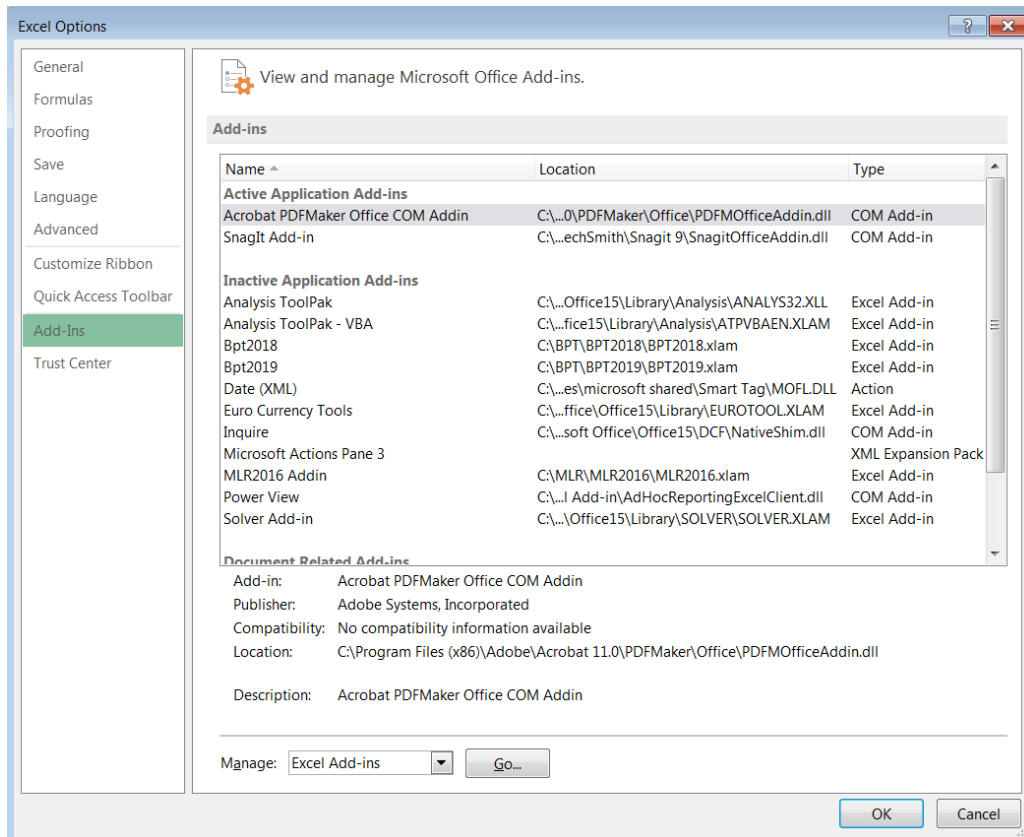 Excel Options
General
Formulas
Proofing
Save
Language
Advanced
Customize Ribbon
Quick Access Toolbar
Add-Ins
Trust Center
View and manage Microsoft Office Add-ins.
Add-ins
Name Location Type
Active Application Add-ins
Acrobat PDFMaker Office COM Addin C:\...0\PDFMaker\Office\PDFMOfficeAddin.dll COM Add-in
SnagIt Add-in C:\...echSmith\Snagit 9\SnagitOfficeAddin.dll COM Add-in
Inactive Application Add-ins
Analysis ToolPak C:\...Office15\Library\Analysis\ANALYS32.XLL Excel Add-in
Analysis ToolPak - VBA C:\...fice15\Library\Analysis\ATPVBAEN.XLAM Excel Add-in
Bpt2018 C:\BPT\BPT2018\BPT2018.xlam Excel Add-in
Bpt2019 C:\BPT\BPT2019\BPT2019.xlam Excel Add-in
Date (XML) C:\...es\microsoft shared\Smart Tag\MOFL.DLL Action
Euro Currency Tools C:\...ffice\Office15\Library\EUROTOOL.XLAM Excel Add-in
Inquire C:\...soft Office\Office15\DCF\NativeShim.dll COM Add-in
Microsoft Actions Pane 3 XML Expansion Pack
MLR2016 Addin C:\MLR\MLR2016\MLR2016.xlam Excel Add-in
Power View C:\...l Add-in\AdHocReportingExcelClient.dll COM Add-in
Solver Add-in C:\...\Office15\Library\SOLVER\SOLVER.XLAM Excel Add-in
Document Related Add-ins
Add-in: Acrobat PDFMaker Office COM Addin
Publisher: Adobe Systems, Incorporated
Compatibility: No compatibility information available
Location: C:\Program Files (x86)\Adobe\Acrobat 11.0\PDFMaker\Office\PDFMOfficeAddin.dll
Description: Acrobat PDFMaker Office COM Addin
Manage: Excel Add-ins Go...
OK Cancel